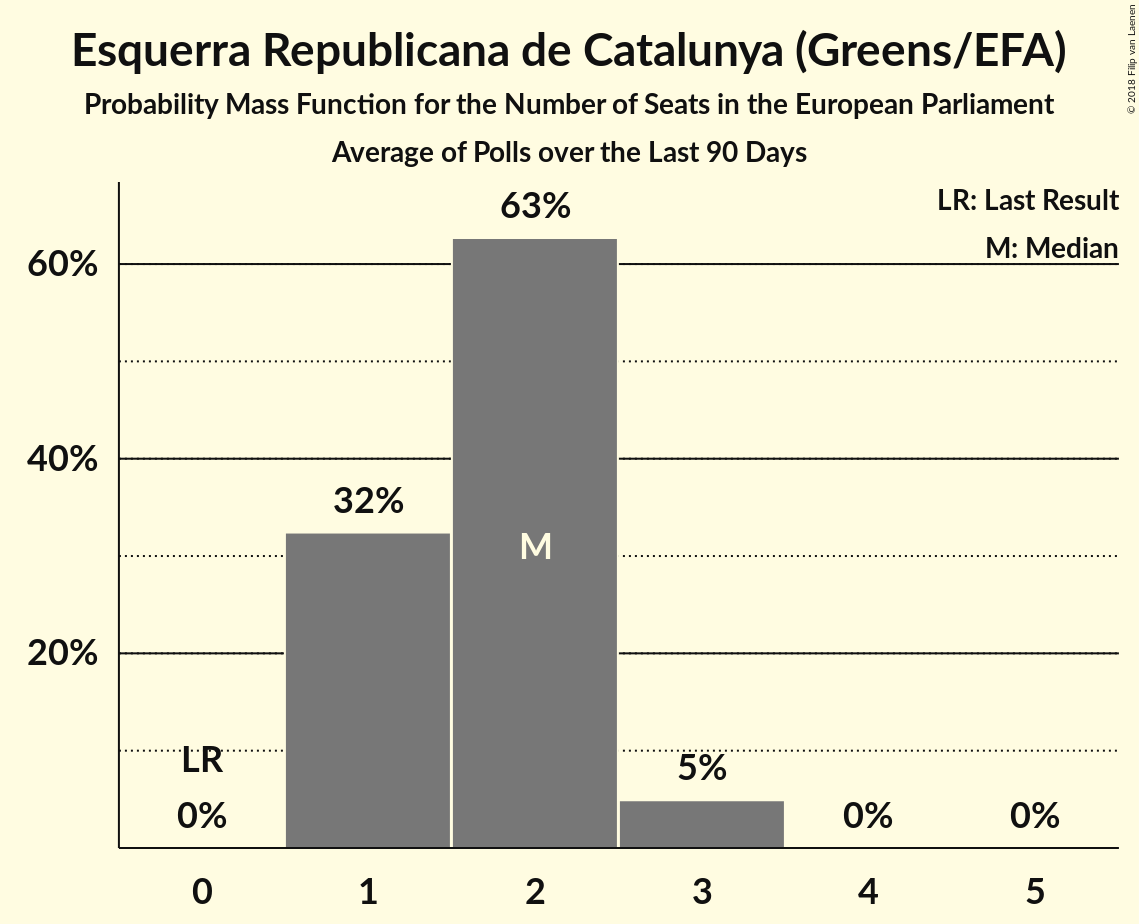 Esquerra Republicana de Catalunya (Greens/EFA)
Probability Mass Function for the Number of Seats in the European Parliament
Average of Polls over the Last 90 Days
© 2018 Filip van Laenen
LR: Last Result
M: Median
63%
60%
40%
32%
M
20%
LR
5%
0%
0%
0%
0 1 2 3 4 5